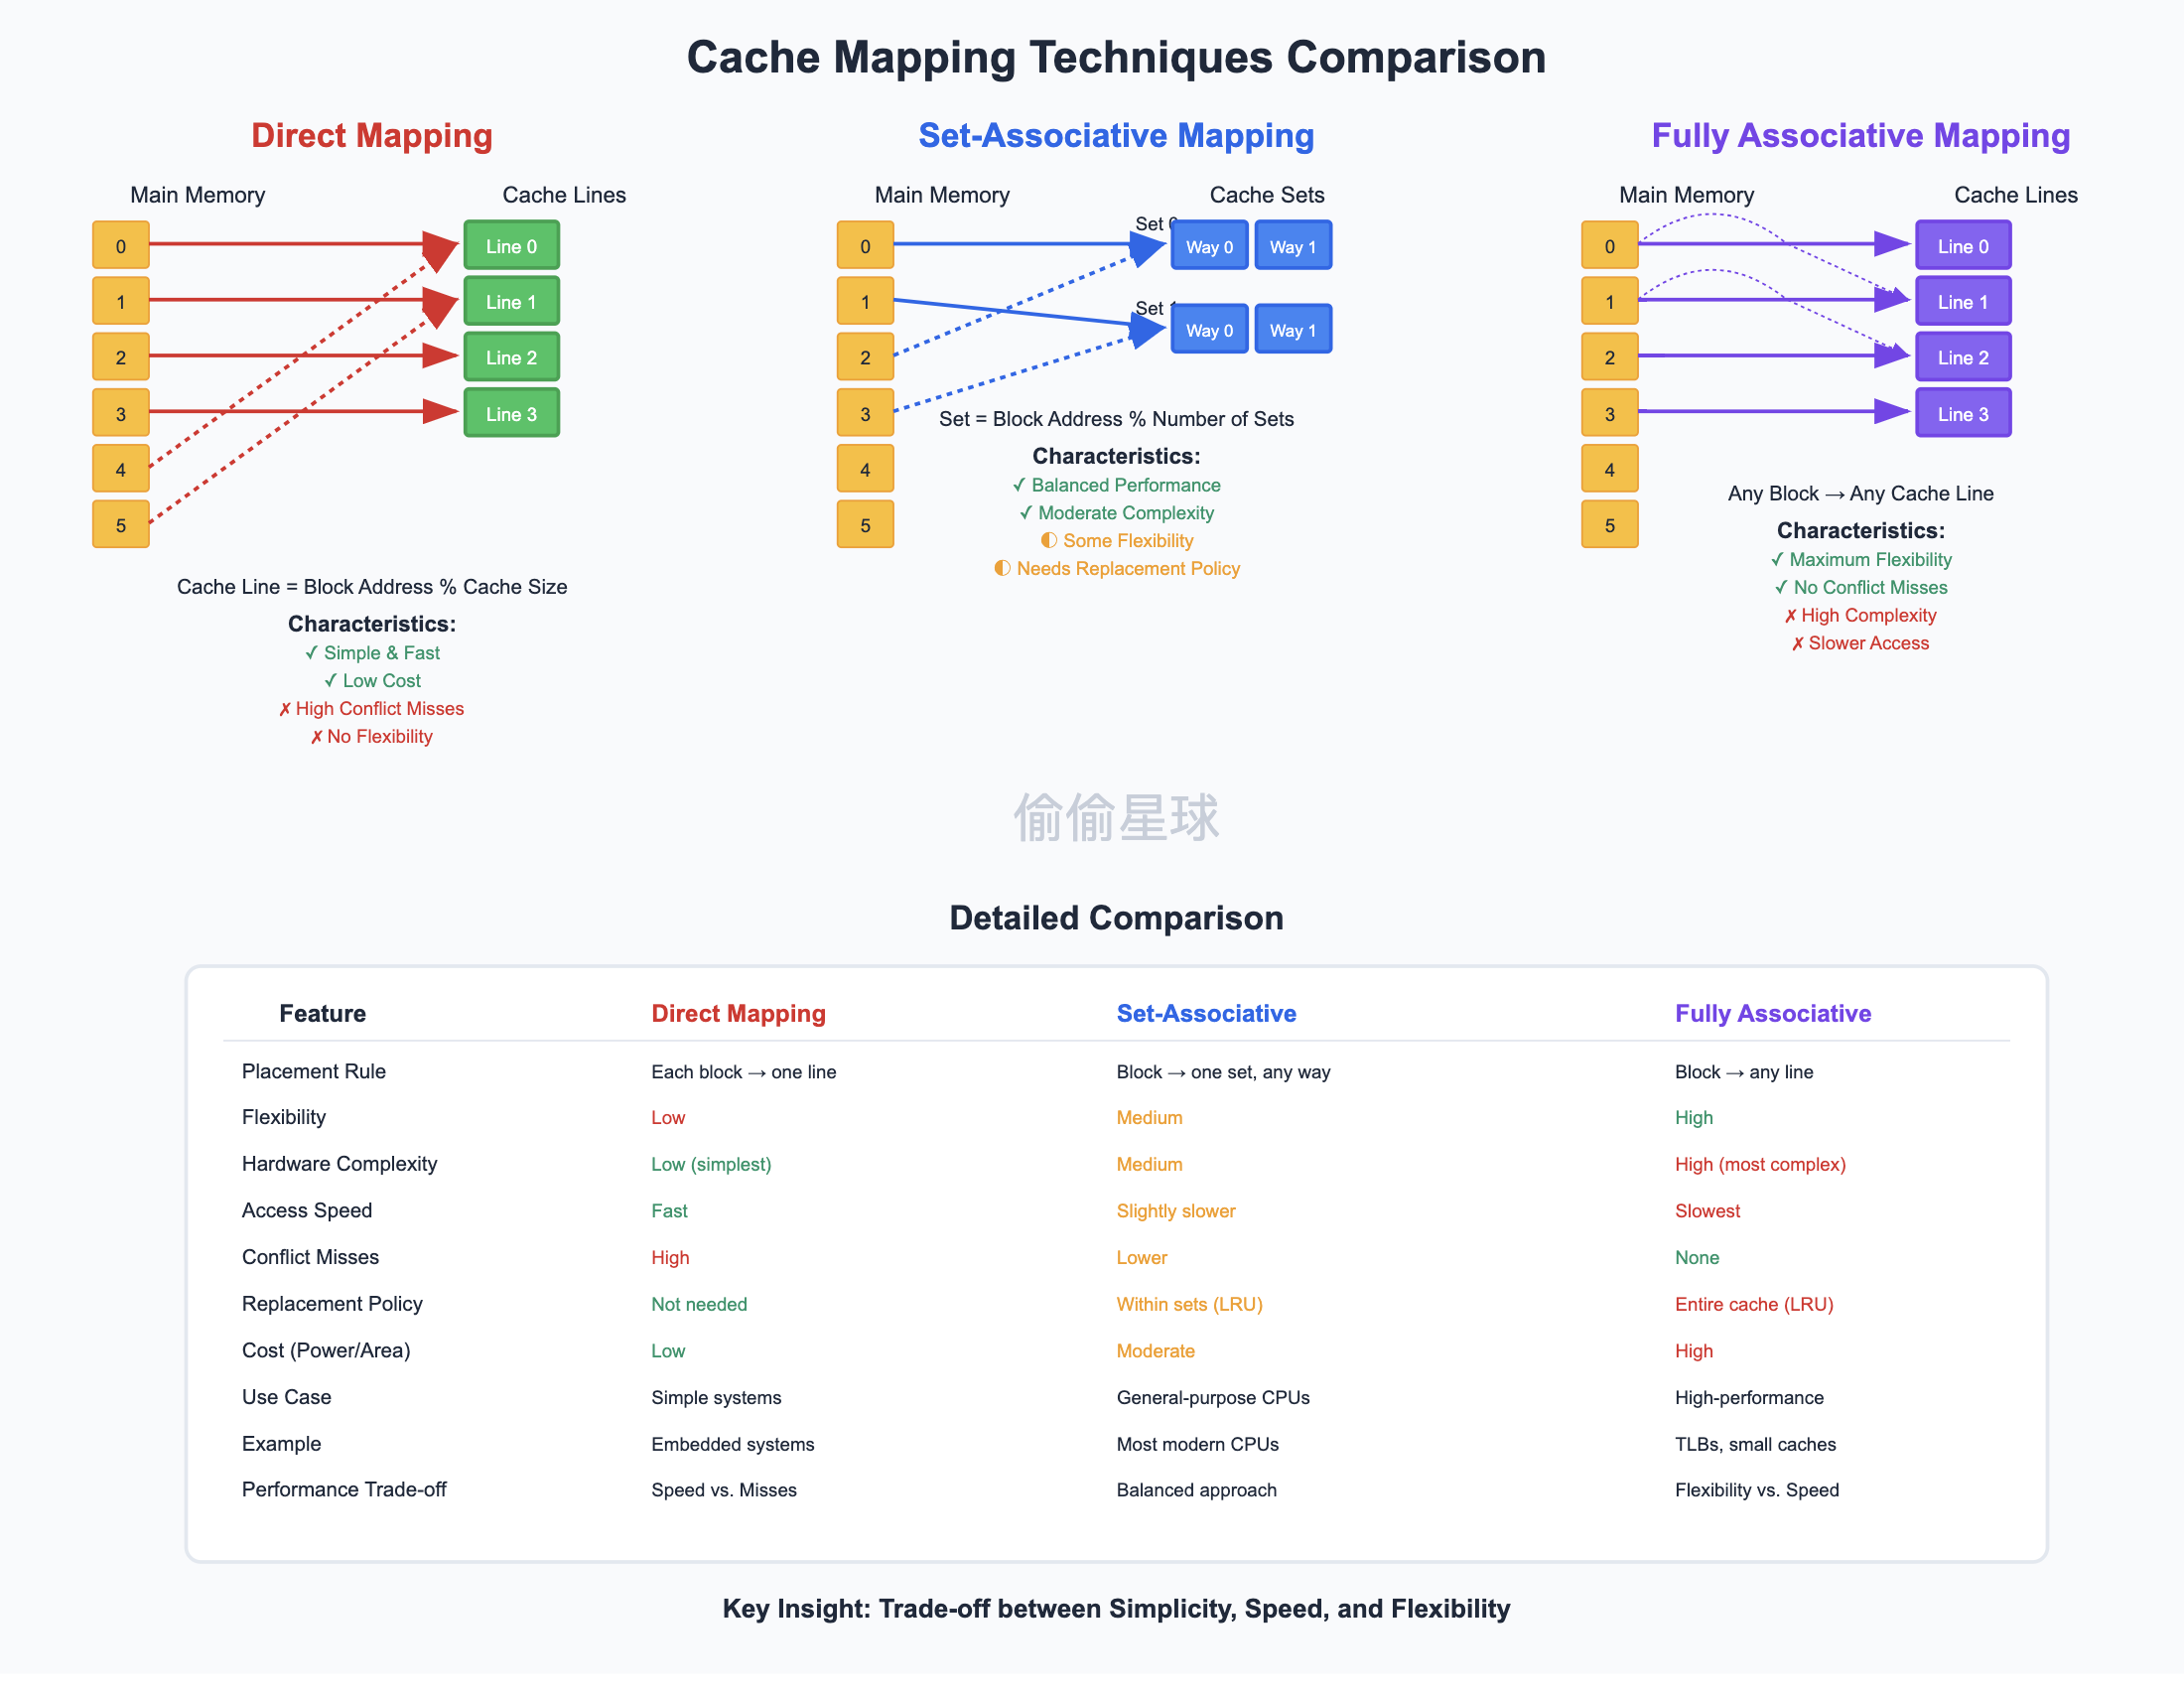 Cache Mapping Techniques Comparison
Direct Mapping
Main Memory
Cache Lines
0
Line 0
1
Line 1
2
Line 2
3
Line 3
4
5
Cache Line = Block Address % Cache Size
Characteristics:
✓ Simple & Fast
✓ Low Cost
✗ High Conflict Misses
✗ No Flexibility
Set-Associative Mapping
Main Memory
Cache Sets
0
Set 0
Way 0
Way 1
1
Set 1
Way 0
Way 1
2
3
4
5
Set = Block Address % Number of Sets
Characteristics:
✓ Balanced Performance
✓ Moderate Complexity
◐ Some Flexibility
◐ Needs Replacement Policy
Fully Associative Mapping
Main Memory
Cache Lines
0
Line 0
1
Line 1
2
Line 2
3
Line 3
4
5
Any Block → Any Cache Line
Characteristics:
✓ Maximum Flexibility
✓ No Conflict Misses
✗ High Complexity
✗ Slower Access
偷偷星球
Detailed Comparison
Feature Direct Mapping Set-Associative Fully Associative
Placement Rule Each block → one line Block → one set, any way Block → any line
Flexibility Low Medium High
Hardware Complexity Low (simplest) Medium High (most complex)
Access Speed Fast Slightly slower Slowest
Conflict Misses High Lower None
Replacement Policy Not needed Within sets (LRU) Entire cache (LRU)
Cost (Power/Area) Low Moderate High
Use Case Simple systems General-purpose CPUs High-performance
Example Embedded systems Most modern CPUs TLBs, small caches
Performance Trade-off Speed vs. Misses Balanced approach Flexibility vs. Speed
Key Insight: Trade-off between Simplicity, Speed, and Flexibility